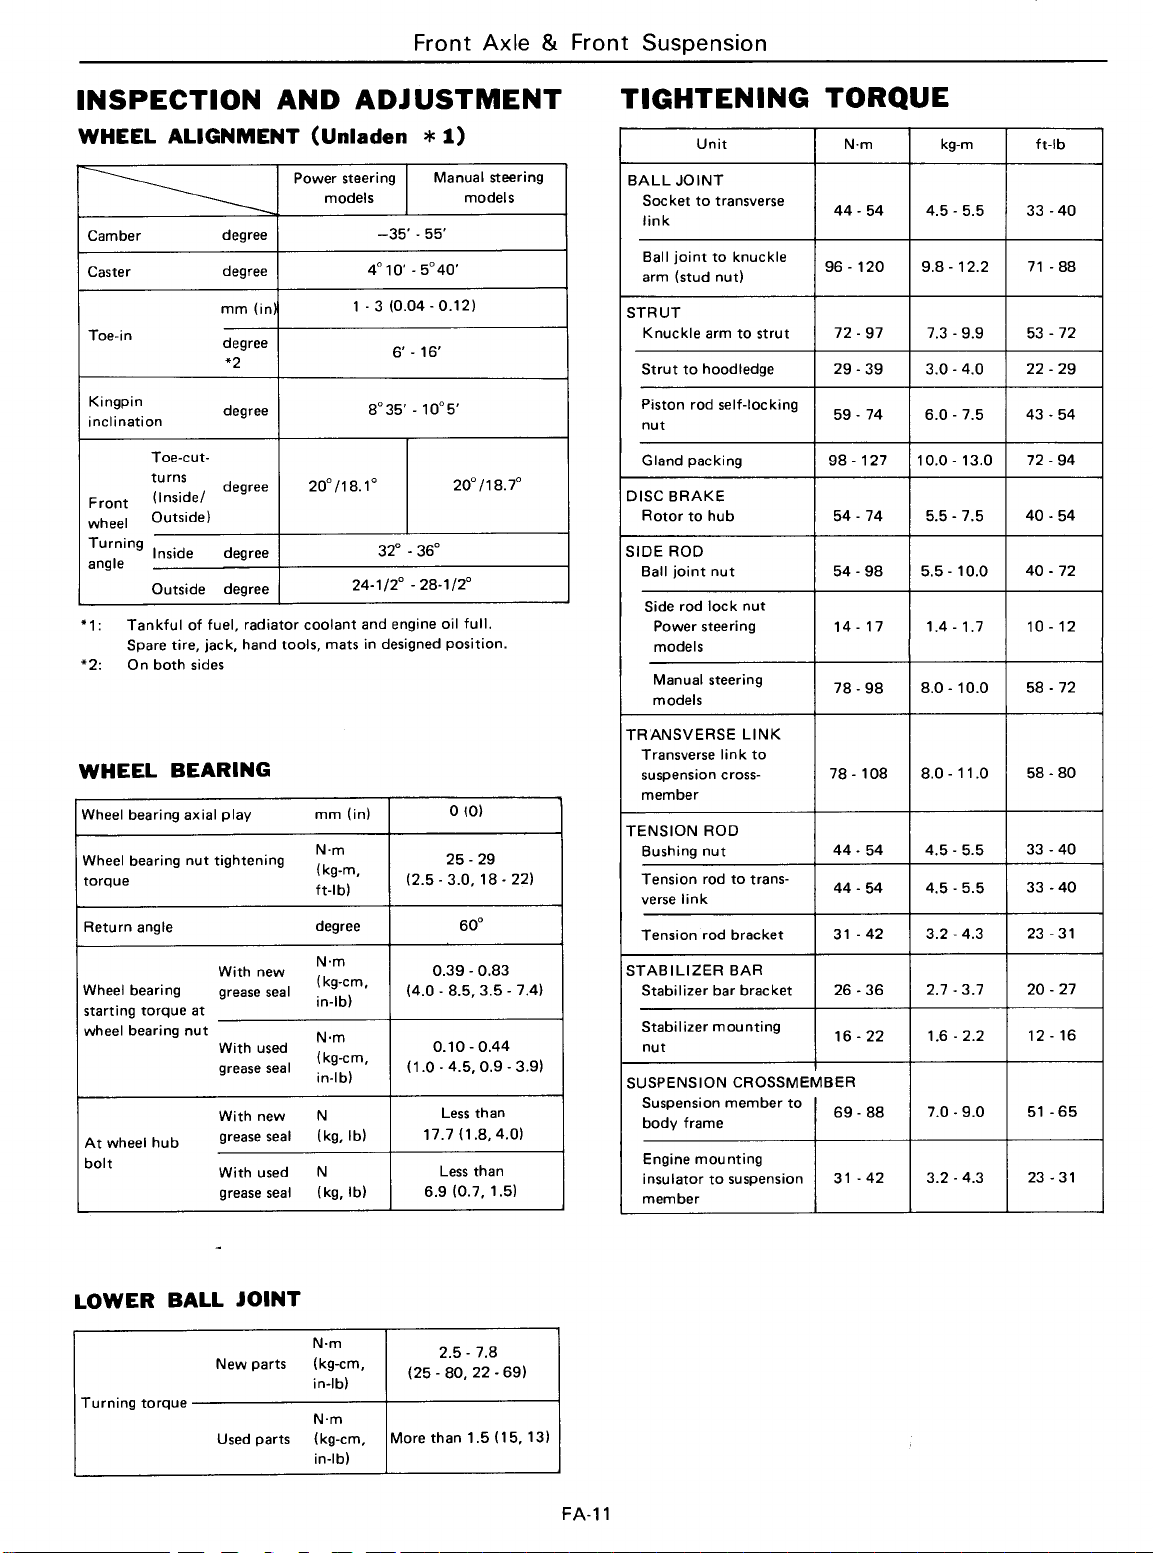 Front Axle & Front Suspension
INSPECTION AND ADJUSTMENT
WHEEL ALIGNMENT (Unladen *1)
Power steering models Manual steering models
Camber degree −35' - 55'
Caster degree 4°10' - 5°40'
Toe-in mm (in) 1 - 3 (0.04 - 0.12)
degree *2 6' - 16'
Kingpin inclination degree 8°35' - 10°5'
Front wheel Turning angle
Toe-cut-turns (Inside/Outside) degree 20°/18.1° 20°/18.7°
Inside degree 32° - 36°
Outside degree 24-1/2° - 28-1/2°
*1: Tankful of fuel, radiator coolant and engine oil full.
Spare tire, jack, hand tools, mats in designed position.
*2: On both sides
WHEEL BEARING
Wheel bearing axial play mm (in) 0 (0)
Wheel bearing nut tightening torque N·m (kg-m, ft-lb) 25 - 29 (2.5 - 3.0, 18 - 22)
Return angle degree 60°
Wheel bearing starting torque at wheel bearing nut
With new grease seal N·m (kg-cm, in-lb) 0.39 - 0.83 (4.0 - 8.5, 3.5 - 7.4)
With used grease seal N·m (kg-cm, in-lb) 0.10 - 0.44 (1.0 - 4.5, 0.9 - 3.9)
At wheel hub bolt
With new grease seal N (kg, lb) Less than 17.7 (1.8, 4.0)
With used grease seal N (kg, lb) Less than 6.9 (0.7, 1.5)
LOWER BALL JOINT
Turning torque
New parts N·m (kg-cm, in-lb) 2.5 - 7.8 (25 - 80, 22 - 69)
Used parts N·m (kg-cm, in-lb) More than 1.5 (15, 13)
TIGHTENING TORQUE
Unit N·m kg-m ft-lb
BALL JOINT
Socket to transverse link 44 - 54 4.5 - 5.5 33 - 40
Ball joint to knuckle arm (stud nut) 96 - 120 9.8 - 12.2 71 - 88
STRUT
Knuckle arm to strut 72 - 97 7.3 - 9.9 53 - 72
Strut to hoodledge 29 - 39 3.0 - 4.0 22 - 29
Piston rod self-locking nut 59 - 74 6.0 - 7.5 43 - 54
Gland packing 98 - 127 10.0 - 13.0 72 - 94
DISC BRAKE
Rotor to hub 54 - 74 5.5 - 7.5 40 - 54
SIDE ROD
Ball joint nut 54 - 98 5.5 - 10.0 40 - 72
Side rod lock nut
Power steering models 14 - 17 1.4 - 1.7 10 - 12
Manual steering models 78 - 98 8.0 - 10.0 58 - 72
TRANSVERSE LINK
Transverse link to suspension cross-member 78 - 108 8.0 - 11.0 58 - 80
TENSION ROD
Bushing nut 44 - 54 4.5 - 5.5 33 - 40
Tension rod to trans-verse link 44 - 54 4.5 - 5.5 33 - 40
Tension rod bracket 31 - 42 3.2 - 4.3 23 - 31
STABILIZER BAR
Stabilizer bar bracket 26 - 36 2.7 - 3.7 20 - 27
Stabilizer mounting nut 16 - 22 1.6 - 2.2 12 - 16
SUSPENSION CROSSMEMBER
Suspension member to body frame 69 - 88 7.0 - 9.0 51 - 65
Engine mounting insulator to suspension member 31 - 42 3.2 - 4.3 23 - 31
FA-11